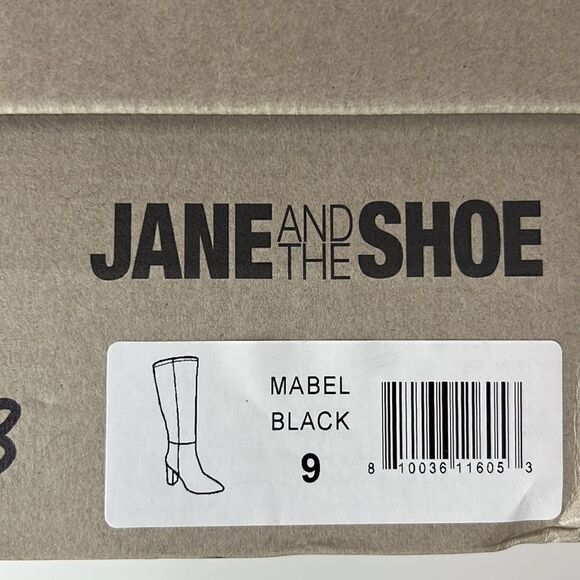 JANE AND THE SHOE
MABEL
BLACK
9
8 10036 11605 3